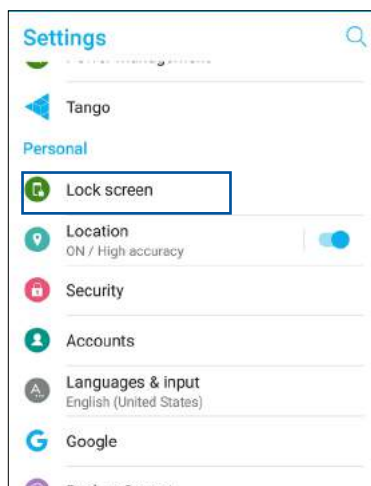 Settings
Tango
Personal
Lock screen
Location
ON / High accuracy
Security
Accounts
Languages & input
English (United States)
Google